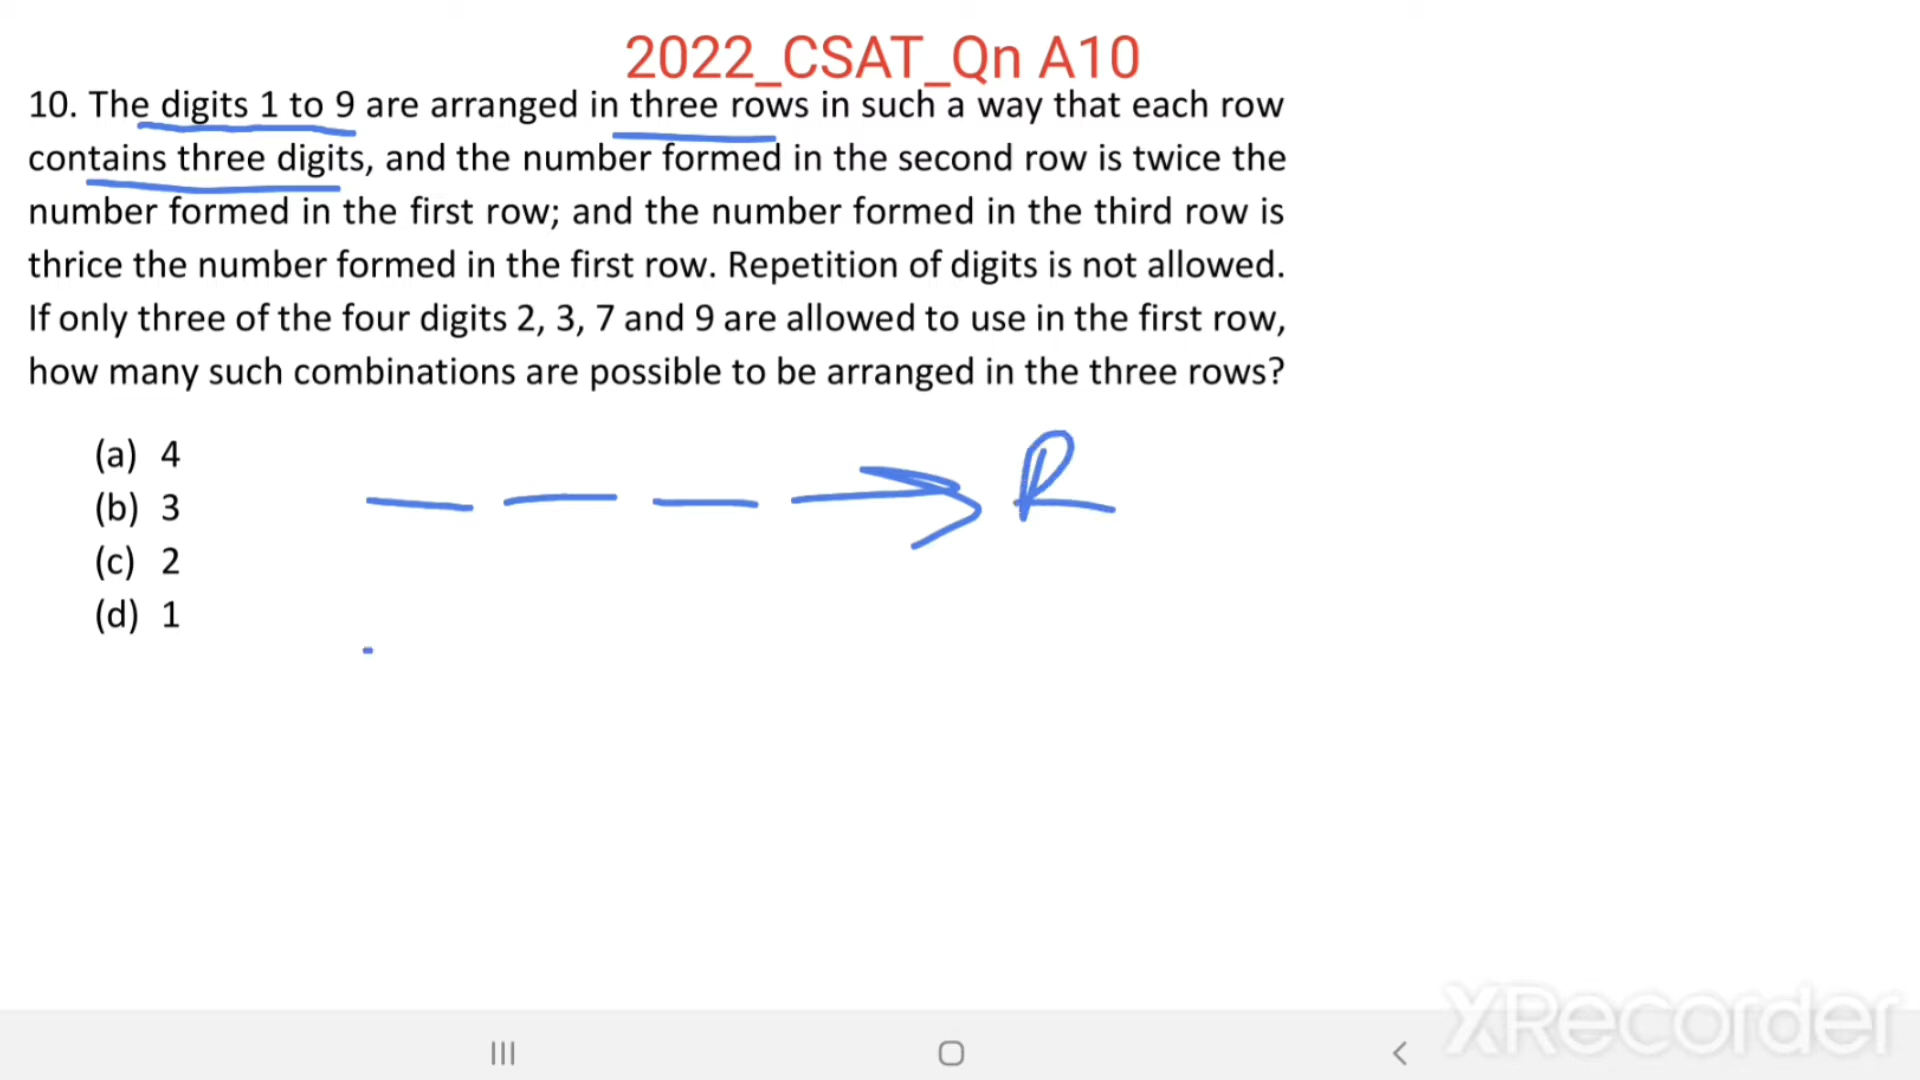 2022_CSAT_Qn A10
10. The digits 1 to 9 are arranged in three rows in such a way that each row
contains three digits, and the number formed in the second row is twice the
number formed in the first row; and the number formed in the third row is
thrice the number formed in the first row. Repetition of digits is not allowed.
If only three of the four digits 2, 3, 7 and 9 are allowed to use in the first row,
how many such combinations are possible to be arranged in the three rows?
(a) 4
(b) 3
(c) 2
(d) 1
R
XRecorder